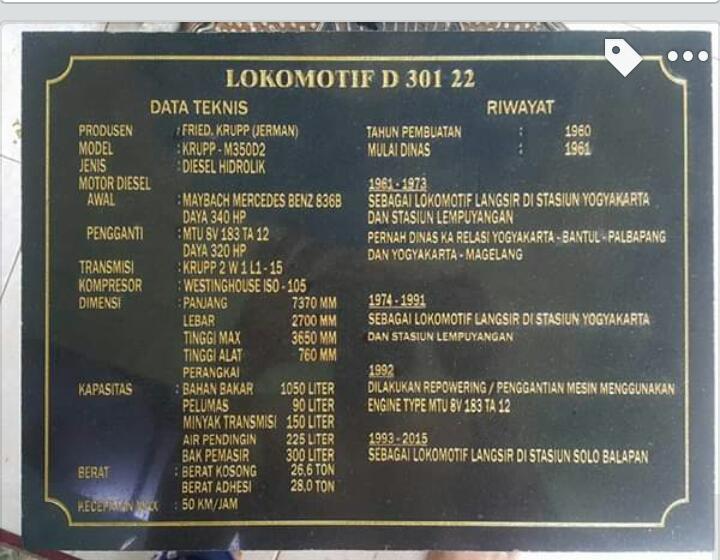 LOKOMOTIF D 301 22
DATA TEKNIS
PRODUSEN : FRIED. KRUPP (JERMAN)
MODEL : KRUPP - M350D2
JENIS : DIESEL HIDROLIK
MOTOR DIESEL
AWAL : MAYBACH MERCEDES BENZ 836B
DAYA 340 HP
PENGGANTI : MTU 8V 183 TA 12
DAYA 320 HP
TRANSMISI : KRUPP 2 W 1 L1 - 15
KOMPRESOR : WESTINGHOUSE ISO - 105
DIMENSI : PANJANG 7370 MM
LEBAR 2700 MM
TINGGI MAX 3650 MM
TINGGI ALAT 760 MM
PERANGKAI
KAPASITAS : BAHAN BAKAR 1050 LITER
PELUMAS 90 LITER
MINYAK TRANSMISI 150 LITER
AIR PENDINGIN 225 LITER
BAK PEMASIR 300 LITER
BERAT : BERAT KOSONG 26,6 TON
BERAT ADHESI 28,0 TON
KECEPATAN MAX : 50 KM/JAM
RIWAYAT
TAHUN PEMBUATAN : 1960
MULAI DINAS : 1961
1961 - 1973
SEBAGAI LOKOMOTIF LANGSIR DI STASIUN YOGYAKARTA
DAN STASIUN LEMPUYANGAN
PERNAH DINAS KA RELASI YOGYAKARTA - BANTUL - PALBAPANG
DAN YOGYAKARTA - MAGELANG
1974 - 1991
SEBAGAI LOKOMOTIF LANGSIR DI STASIUN YOGYAKARTA
DAN STASIUN LEMPUYANGAN
1992
DILAKUKAN REPOWERING / PENGGANTIAN MESIN MENGGUNAKAN
ENGINE TYPE MTU 8V 183 TA 12
1993 - 2015
SEBAGAI LOKOMOTIF LANGSIR DI STASIUN SOLO BALAPAN